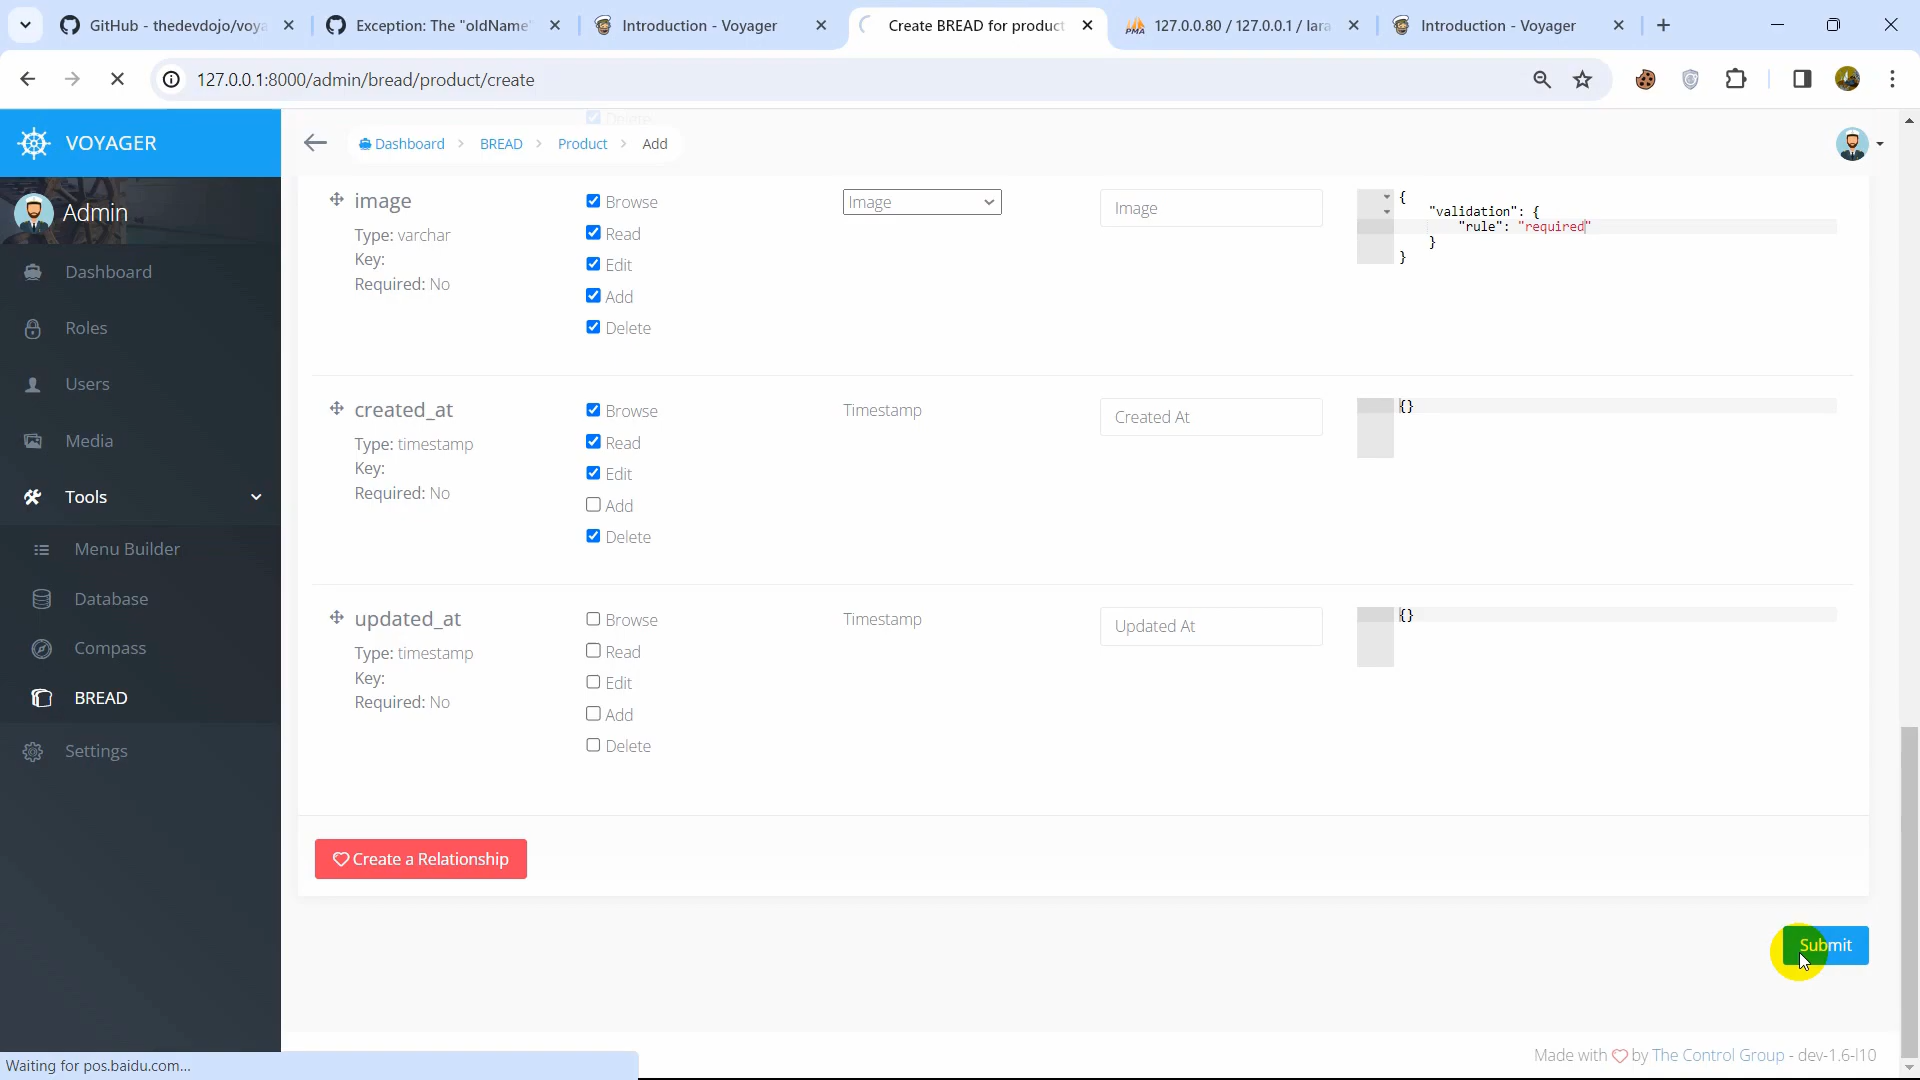 GitHub - thedevdojo/voya
Exception: The "oldName"
Introduction - Voyager
Create BREAD for product
127.0.0.80 / 127.0.0.1 / lara
Introduction - Voyager
127.0.0.1:8000/admin/bread/product/create
VOYAGER
Dashboard > BREAD > Product > Add
Delete
Admin
Dashboard
Roles
Users
Media
Tools
Menu Builder
Database
Compass
BREAD
Settings
image
Type: varchar
Key:
Required: No
Browse
Read
Edit
Add
Delete
Image
Image
{
"validation": {
"rule": "required"
}
}
created_at
Type: timestamp
Key:
Required: No
Browse
Read
Edit
Add
Delete
Timestamp
Created At
{}
updated_at
Type: timestamp
Key:
Required: No
Browse
Read
Edit
Add
Delete
Timestamp
Updated At
{}
Create a Relationship
Submit
Made with by The Control Group - dev-1.6-l10
Waiting for pos.baidu.com...